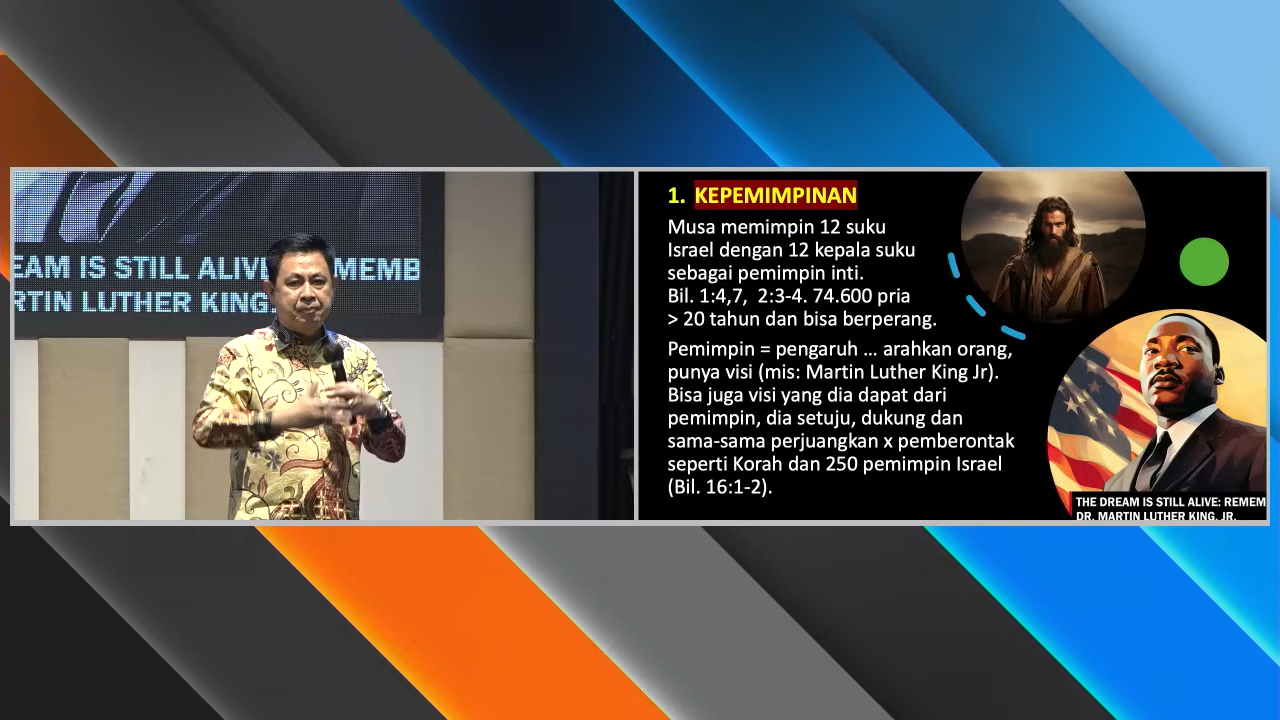 EAM IS STILL ALIVE
MEMB
RTIN LUTHER KING,
1. KEPEMIMPINAN
Musa memimpin 12 suku
Israel dengan 12 kepala suku
sebagai pemimpin inti.
Bil. 1:4,7, 2:3-4. 74.600 pria
> 20 tahun dan bisa berperang.
Pemimpin = pengaruh ... arahkan orang,
punya visi (mis: Martin Luther King Jr).
Bisa juga visi yang dia dapat dari
pemimpin, dia setuju, dukung dan
sama-sama perjuangkan x pemberontak
seperti Korah dan 250 pemimpin Israel
(Bil. 16:1-2).
THE DREAM IS STILL ALIVE: REMEM
DR. MARTIN LUTHER KING, JR.